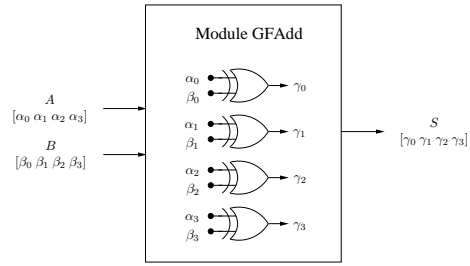 Module GFAdd
A
[α₀ α₁ α₂ α₃]
B
[β₀ β₁ β₂ β₃]
α₀
β₀
γ₀
α₁
β₁
γ₁
α₂
β₂
γ₂
α₃
β₃
γ₃
S
[γ₀ γ₁ γ₂ γ₃]